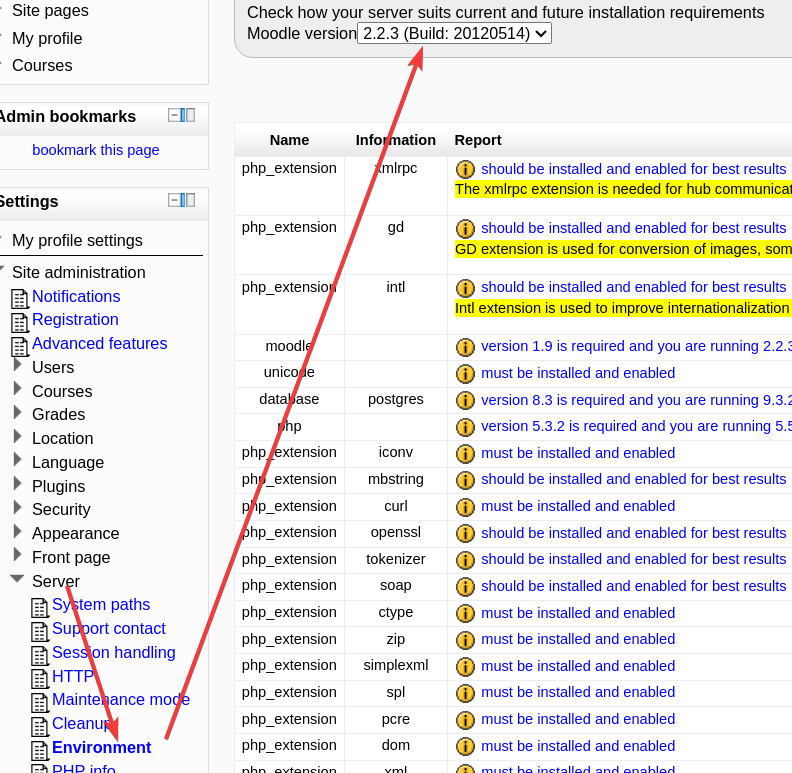 Site pages
My profile
Courses
Admin bookmarks
bookmark this page
Settings
My profile settings
Site administration
Notifications
Registration
Advanced features
Users
Courses
Grades
Location
Language
Plugins
Security
Appearance
Front page
Server
System paths
Support contact
Session handling
HTTP
Maintenance mode
Cleanup
Environment
PHP info
Check how your server suits current and future installation requirements
Moodle version 2.2.3 (Build: 20120514)
Name Information Report
php_extension xmlrpc should be installed and enabled for best results
The xmlrpc extension is needed for hub communicat
php_extension gd should be installed and enabled for best results
GD extension is used for conversion of images, som
php_extension intl should be installed and enabled for best results
Intl extension is used to improve internationalization
moodle version 1.9 is required and you are running 2.2.3
unicode must be installed and enabled
database postgres version 8.3 is required and you are running 9.3.2
php version 5.3.2 is required and you are running 5.5
php_extension iconv must be installed and enabled
php_extension mbstring should be installed and enabled for best results
php_extension curl must be installed and enabled
php_extension openssl should be installed and enabled for best results
php_extension tokenizer should be installed and enabled for best results
php_extension soap should be installed and enabled for best results
php_extension ctype must be installed and enabled
php_extension zip must be installed and enabled
php_extension simplexml must be installed and enabled
php_extension spl must be installed and enabled
php_extension pcre must be installed and enabled
php_extension dom must be installed and enabled
php_extension xml must be installed and enabled